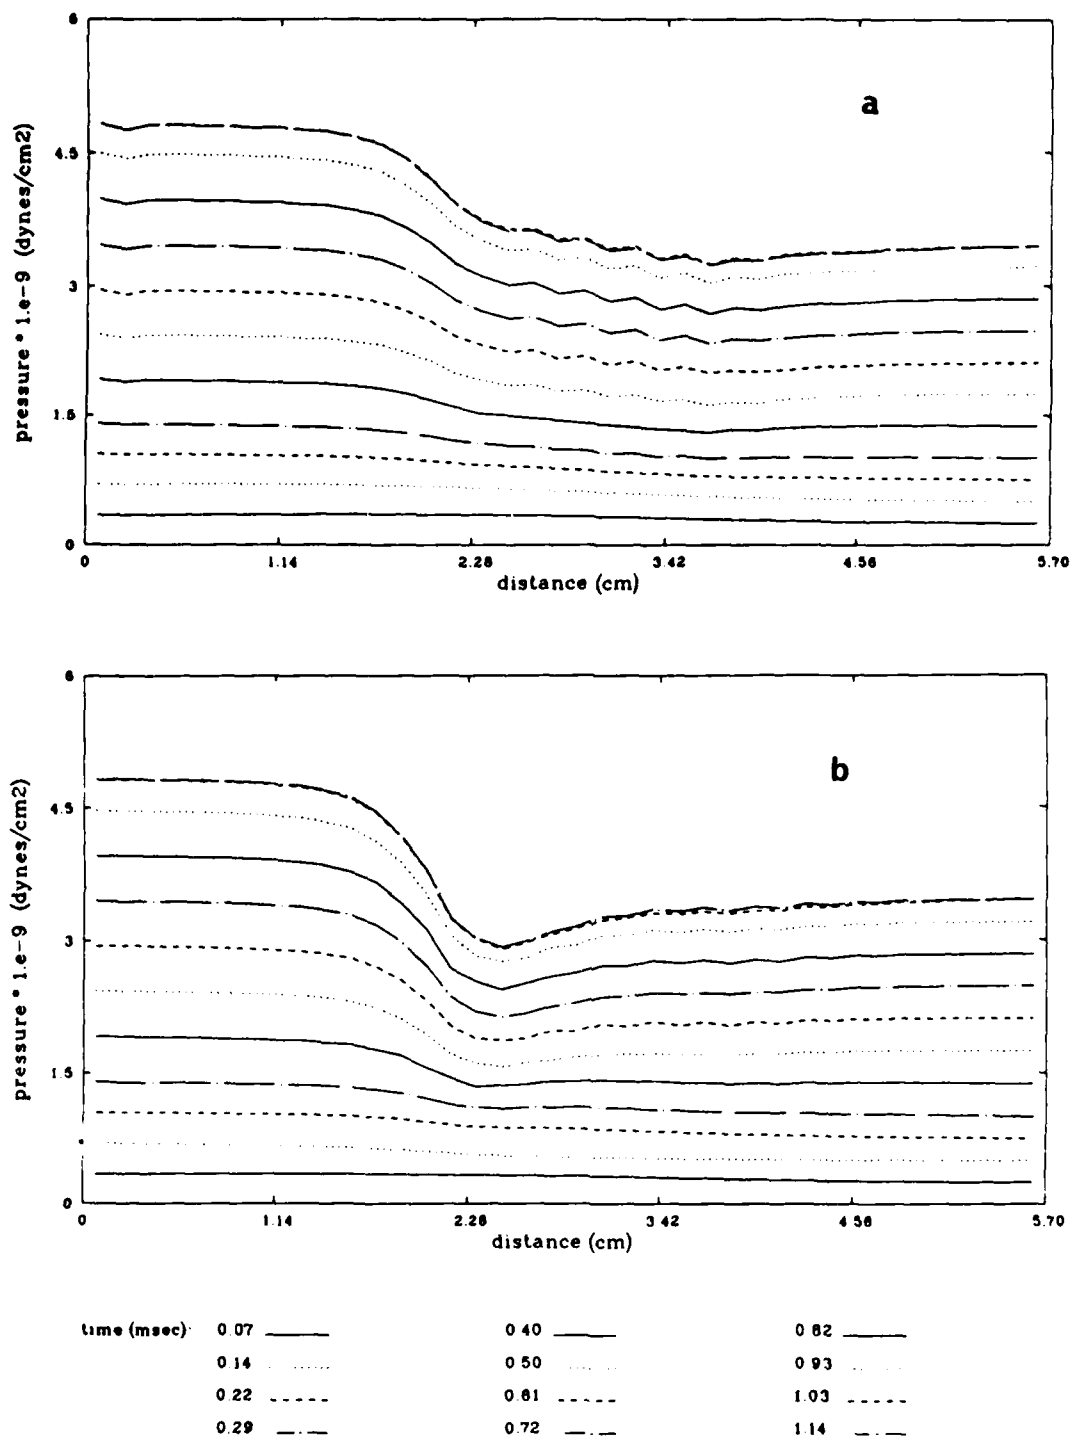 6
a
4.5
3
1.5
0
pressure * 1.e-9 (dynes/cm2)
0 1.14 2.28 3.42 4.56 5.70
distance (cm)
6
b
4.5
3
1.5
0
pressure * 1.e-9 (dynes/cm2)
0 1.14 2.28 3.42 4.56 5.70
distance (cm)
time (msec) 0.07 0.40 0.82
0.14 0.50 0.93
0.22 0.61 1.03
0.29 0.72 1.14